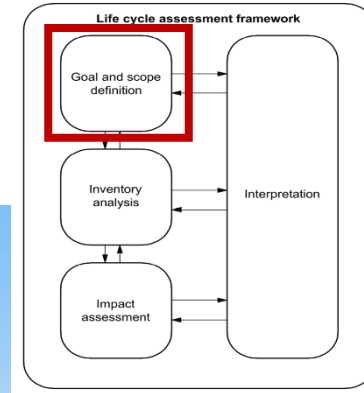 Life cycle assessment framework
Goal and scope
definition
Inventory
analysis
Interpretation
Impact
assessment